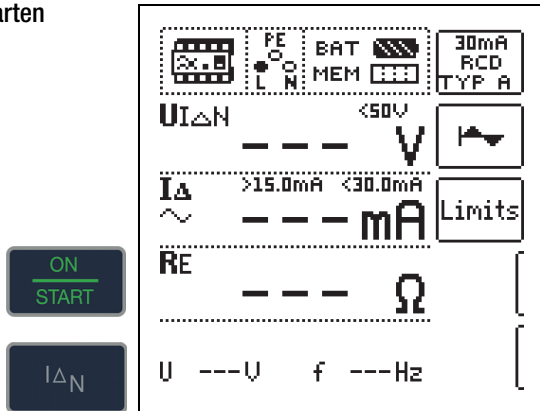 arten
PE
L N
BAT
MEM
30mA
RCD
TYP A
UI△N <50V
--- V
I△ >15.0mA <30.0mA
~ --- mA
Limits
RE
--- Ω
U ---V f ---Hz
ON
START
I△N